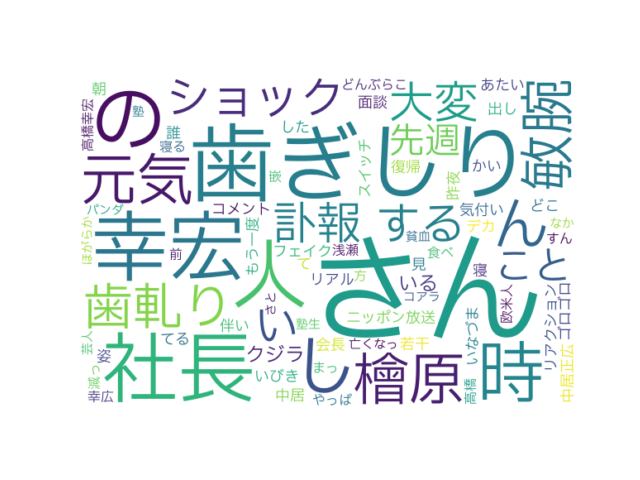 朝
塾
ショック
どんぶらこ
あたい
面談
大変
出し
敏腕
高橋幸宏
の
誰
寝る
した
先週
歯ぎしり
元気
嵌
スイッチ
復帰
かい
昨夜
パンダ
コメント
訃報
する
気付い
どこ
ん
ほがらか
幸宏
人
もう一度
フェイク
浅瀬
貧血
デカ
なか
すん
前
て
リアル
方
食べ
見
いる
寝
こと
歯軋り
さと
さん
コアラ
欧米人
リアクション
ゴロゴロ
姿
てる
伴い
い
塾生
ニッポン放送
いなづま
芸人
社長
クジラ
会長
亡くなっ
若干
し
檜原
時
減っ
いびき
まっ
幸広
中居
やっぱ
高橋
中居正広